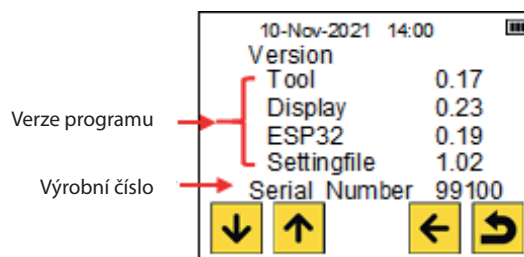 10-Nov-2021 14:00
Version
Tool 0.17
Display 0.23
Verze programu
ESP32 0.19
Settingfile 1.02
Výrobní číslo
Serial Number 99100